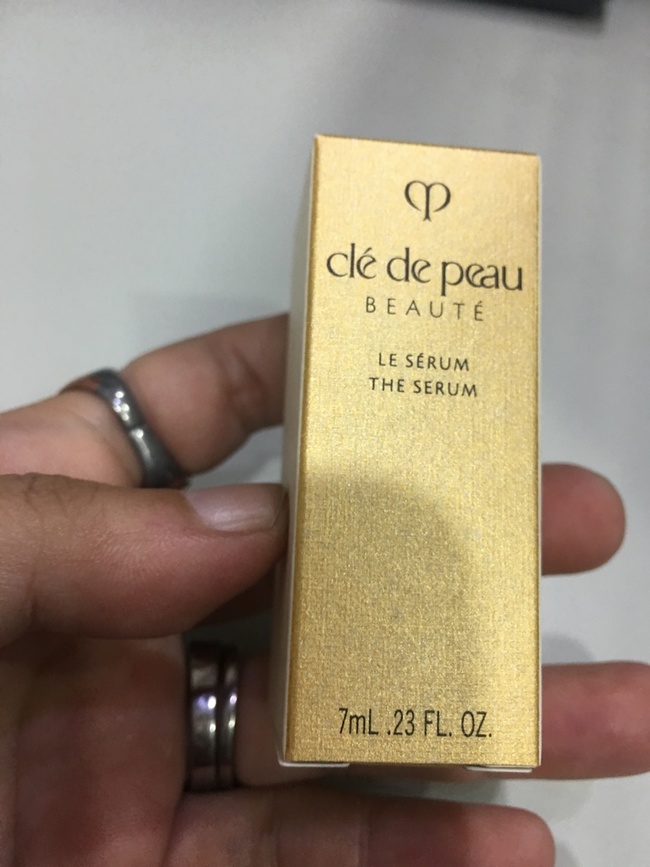 clé de peau
BEAUTÉ
LE SÉRUM
THE SERUM
7mL .23 FL. OZ.